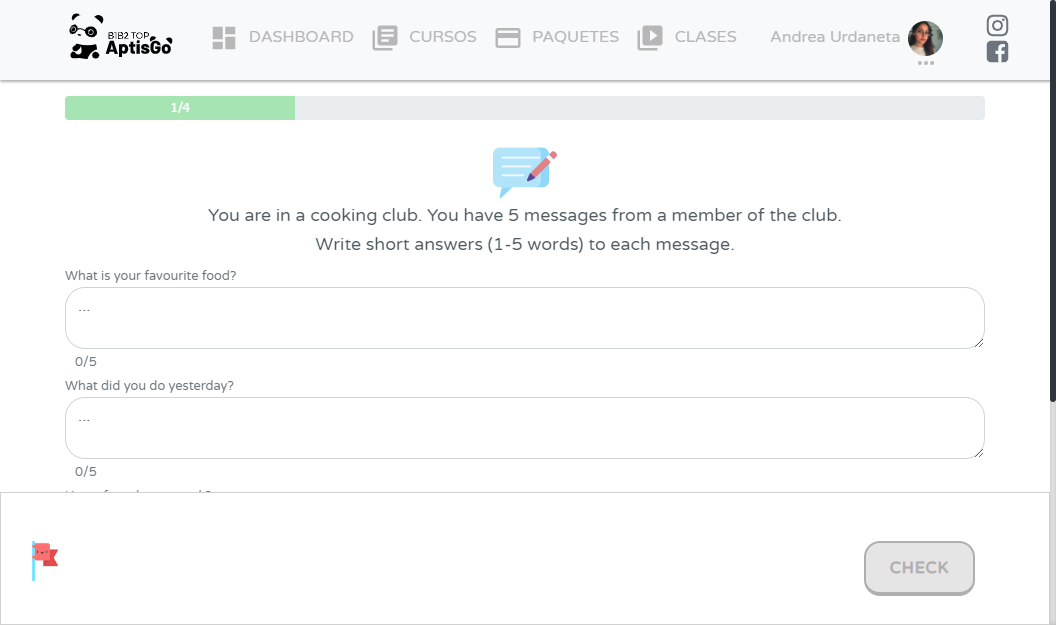 B1B2 TOP
AptisGo
DASHBOARD
CURSOS
PAQUETES
CLASES
Andrea Urdaneta
1/4
You are in a cooking club. You have 5 messages from a member of the club.
Write short answers (1-5 words) to each message.
What is your favourite food?
...
0/5
What did you do yesterday?
...
0/5
CHECK